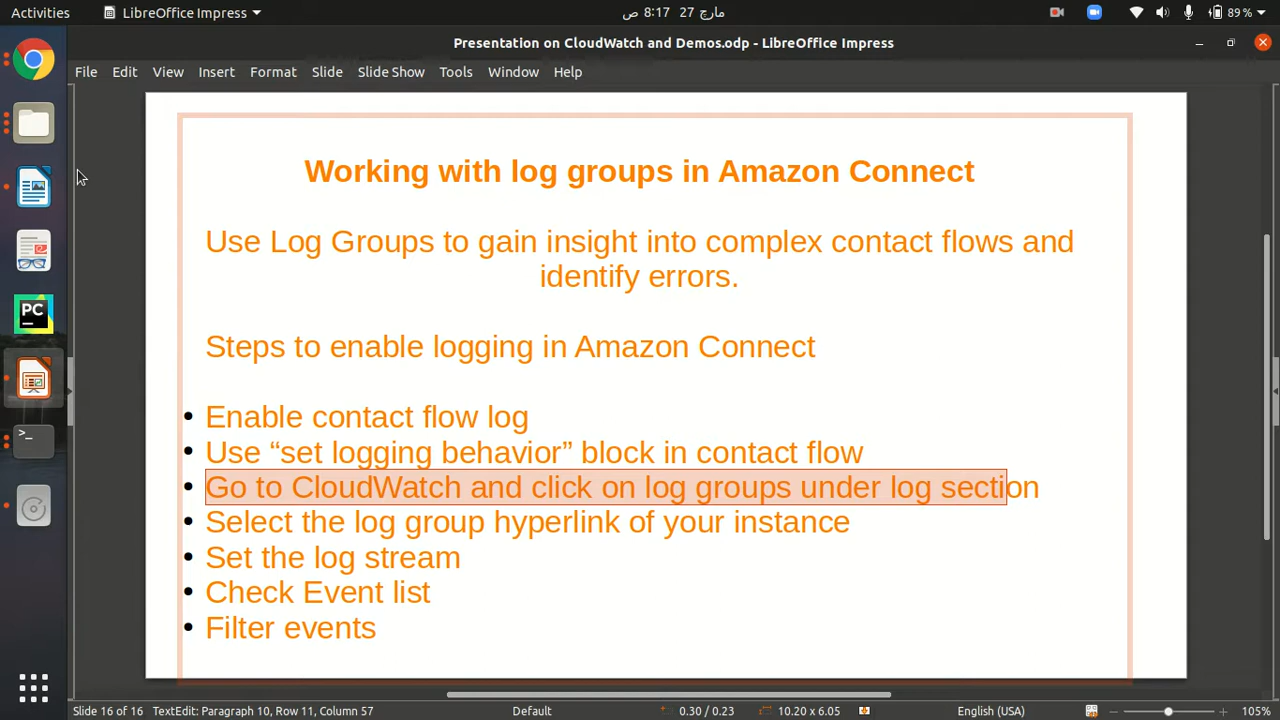 Activities LibreOffice Impress مارچ 27 8:17 ص 89 %
Presentation on CloudWatch and Demos.odp - LibreOffice Impress
File Edit View Insert Format Slide Slide Show Tools Window Help
Working with log groups in Amazon Connect
Use Log Groups to gain insight into complex contact flows and
identify errors.
Steps to enable logging in Amazon Connect
• Enable contact flow log
• Use “set logging behavior” block in contact flow
• Go to CloudWatch and click on log groups under log section
• Select the log group hyperlink of your instance
• Set the log stream
• Check Event list
• Filter events
PC
>_
Slide 16 of 16 TextEdit: Paragraph 10, Row 11, Column 57 Default 0.30 / 0.23 10.20 x 6.05 English (USA) 105%